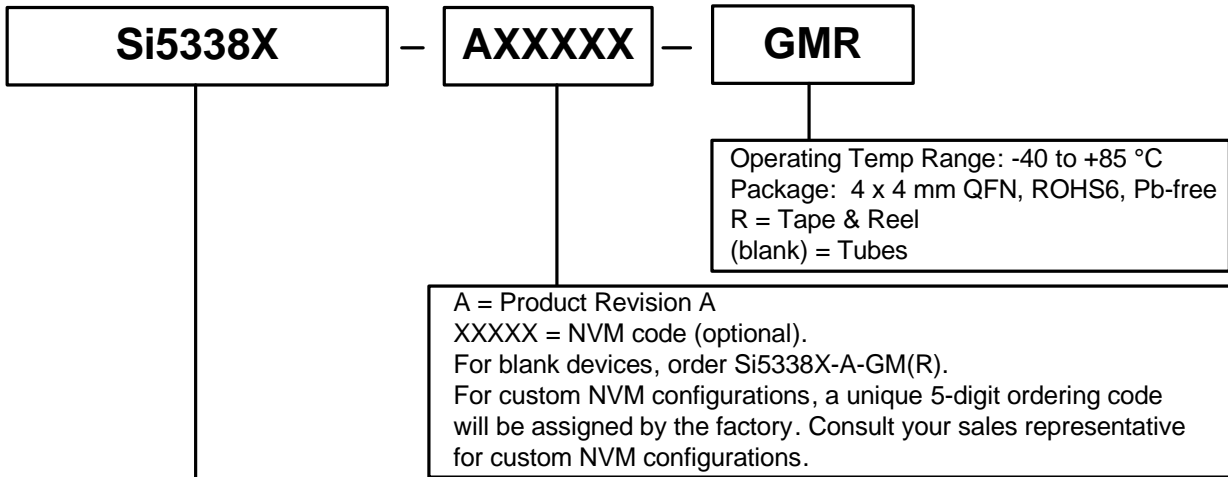 Si5338X – AXXXXX – GMR
Operating Temp Range: -40 to +85 °C
Package: 4 x 4 mm QFN, ROHS6, Pb-free
R = Tape & Reel
(blank) = Tubes
A = Product Revision A
XXXXX = NVM code (optional).
For blank devices, order Si5338X-A-GM(R).
For custom NVM configurations, a unique 5-digit ordering code
will be assigned by the factory. Consult your sales representative
for custom NVM configurations.